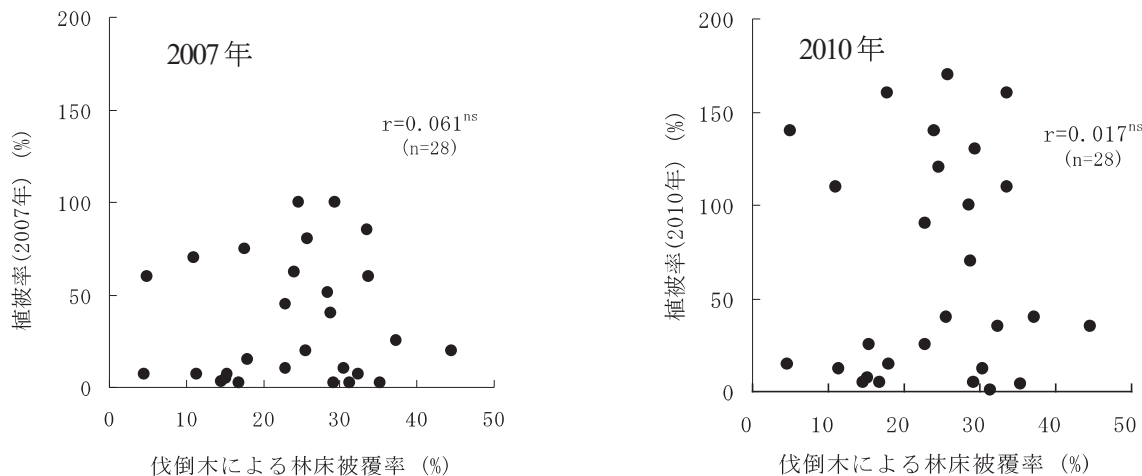 200
2007年
150
r=0.061ns
(n=28)
100
50
0
0 10 20 30 40 50
植被率(2007年) (%)
伐倒木による林床被覆率 (%)
200
2010年
150
r=0.017ns
(n=28)
100
50
0
0 10 20 30 40 50
植被率(2010年) (%)
伐倒木による林床被覆率 (%)